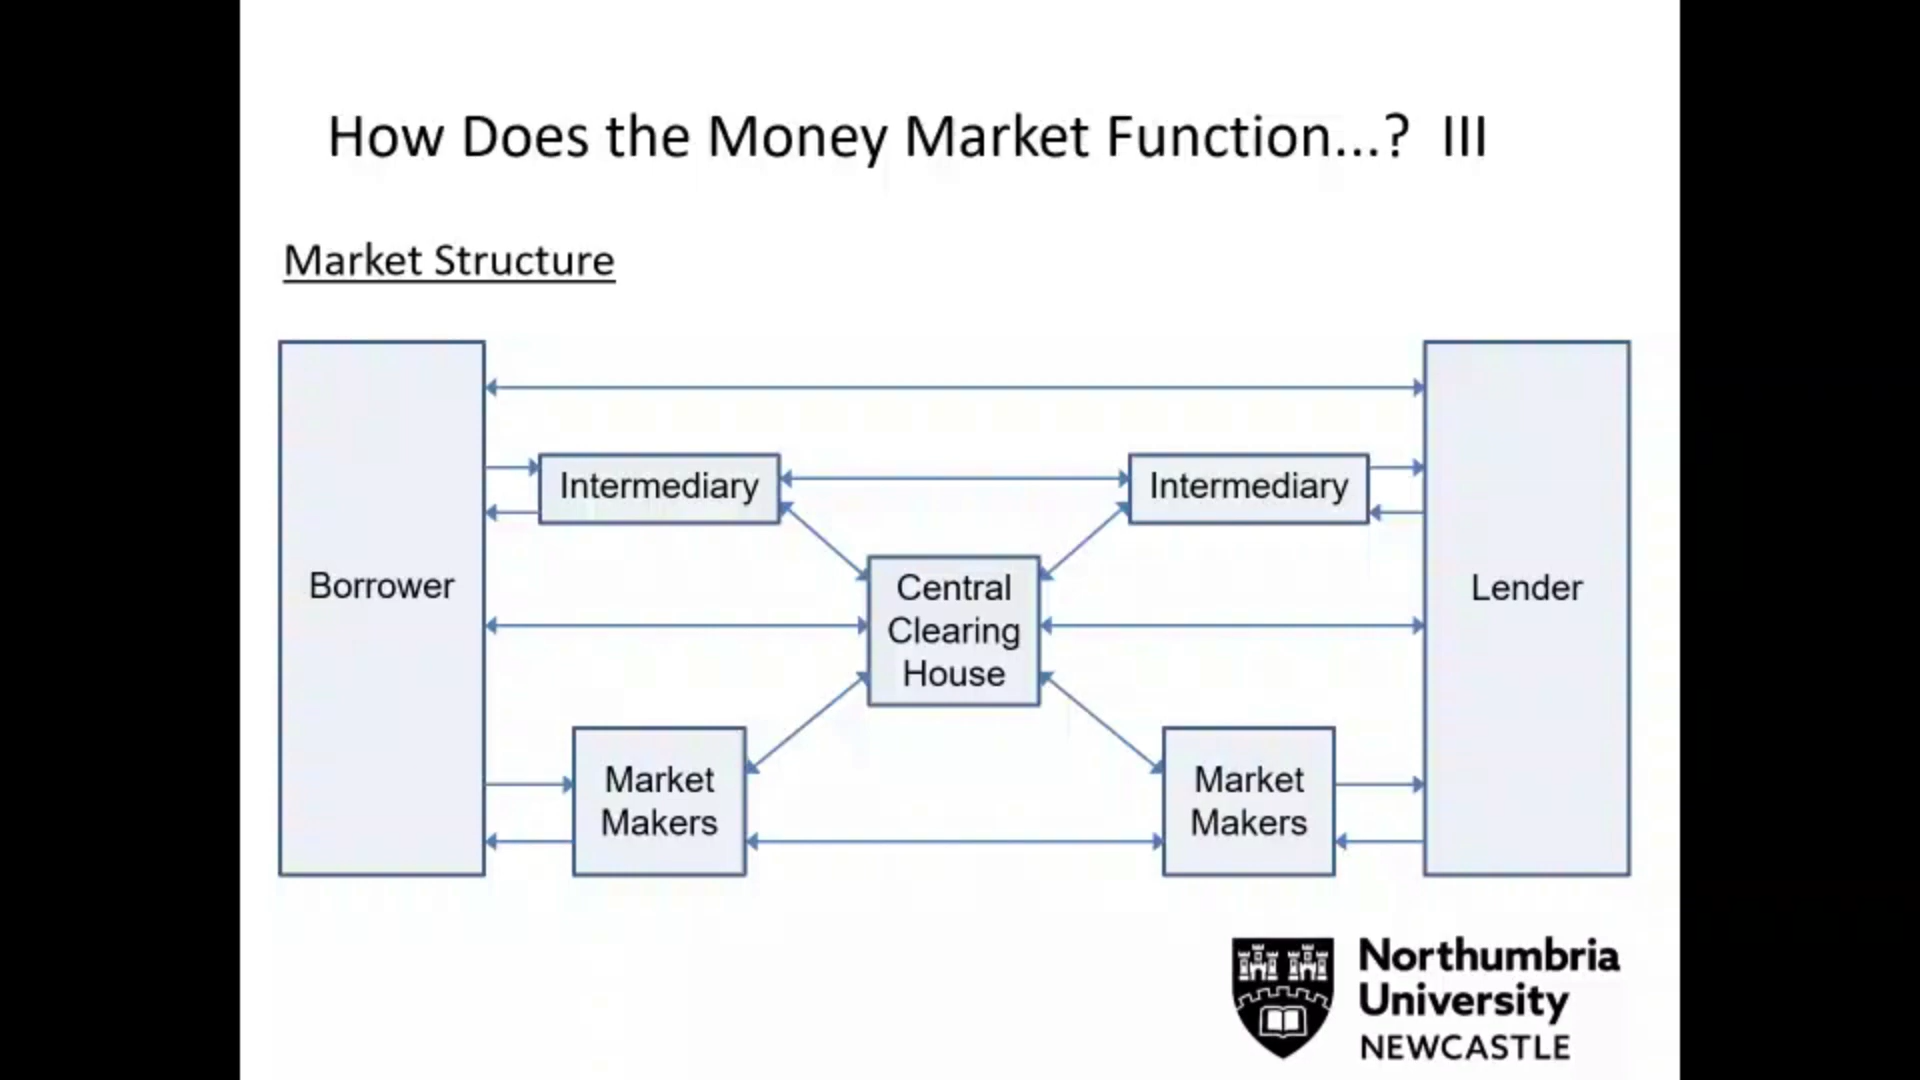 How Does the Money Market Function...? III
Market Structure
Intermediary
Intermediary
Borrower
Central
Clearing
House
Lender
Market
Makers
Market
Makers
Northumbria
University
NEWCASTLE